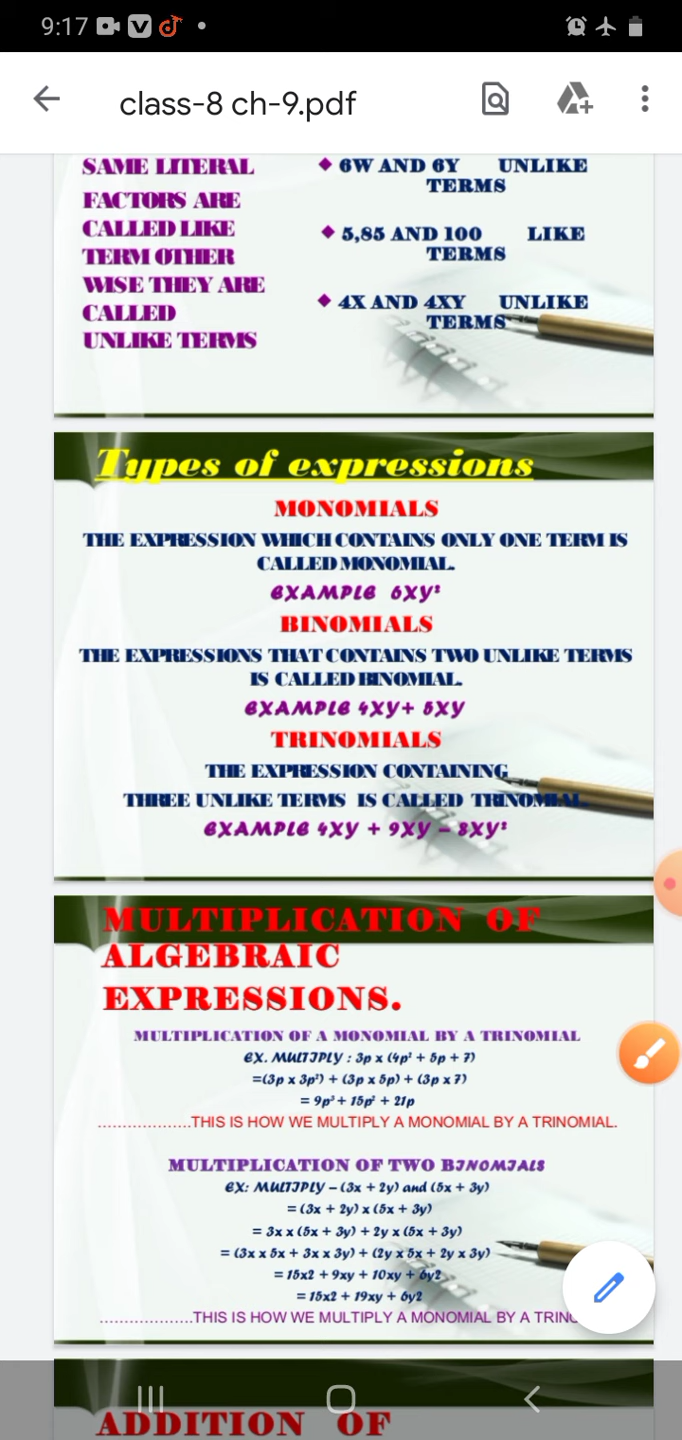 9:17
class-8 ch-9.pdf
SAME LITERAL
FACTORS ARE
CALLED LIKE
TERM OTHER
WISE THEY ARE
CALLED
UNLIKE TERMS
6W AND 6Y UNLIKE
TERMS
5,85 AND 100 LIKE
TERMS
4X AND 4XY UNLIKE
TERMS
Types of expressions
MONOMIALS
THE EXPRESSION WHICH CONTAINS ONLY ONE TERM IS
CALLED MONOMIAL.
EXAMPLE 6XY²
BINOMIALS
THE EXPRESSIONS THAT CONTAINS TWO UNLIKE TERMS
IS CALLED BINOMIAL.
EXAMPLE 4XY+ 5XY
TRINOMIALS
THE EXPRESSION CONTAINING
THREE UNLIKE TERMS IS CALLED TRINOMIAL.
EXAMPLE 4XY + 9XY – 8XY²
MULTIPLICATION OF
ALGEBRAIC
EXPRESSIONS.
MULTIPLICATION OF A MONOMIAL BY A TRINOMIAL
EX. MULTIPLY : 3p x (4p² + 5p + 7)
=(3p x 3p²) + (3p x 5p) + (3p x 7)
= 9p³ + 15p² + 21p
...................THIS IS HOW WE MULTIPLY A MONOMIAL BY A TRINOMIAL.
MULTIPLICATION OF TWO BINOMIALS
EX: MULTIPLY – (3x + 2y) and (5x + 3y)
= (3x + 2y) x (5x + 3y)
= 3x x (5x + 3y) + 2y x (5x + 3y)
= (3x x 5x + 3x x 3y) + (2y x 5x + 2y x 3y)
= 15x2 + 9xy + 10xy + 6y2
= 15x2 + 19xy + 6y2
...................THIS IS HOW WE MULTIPLY A MONOMIAL BY A TRINO
ADDITION OF